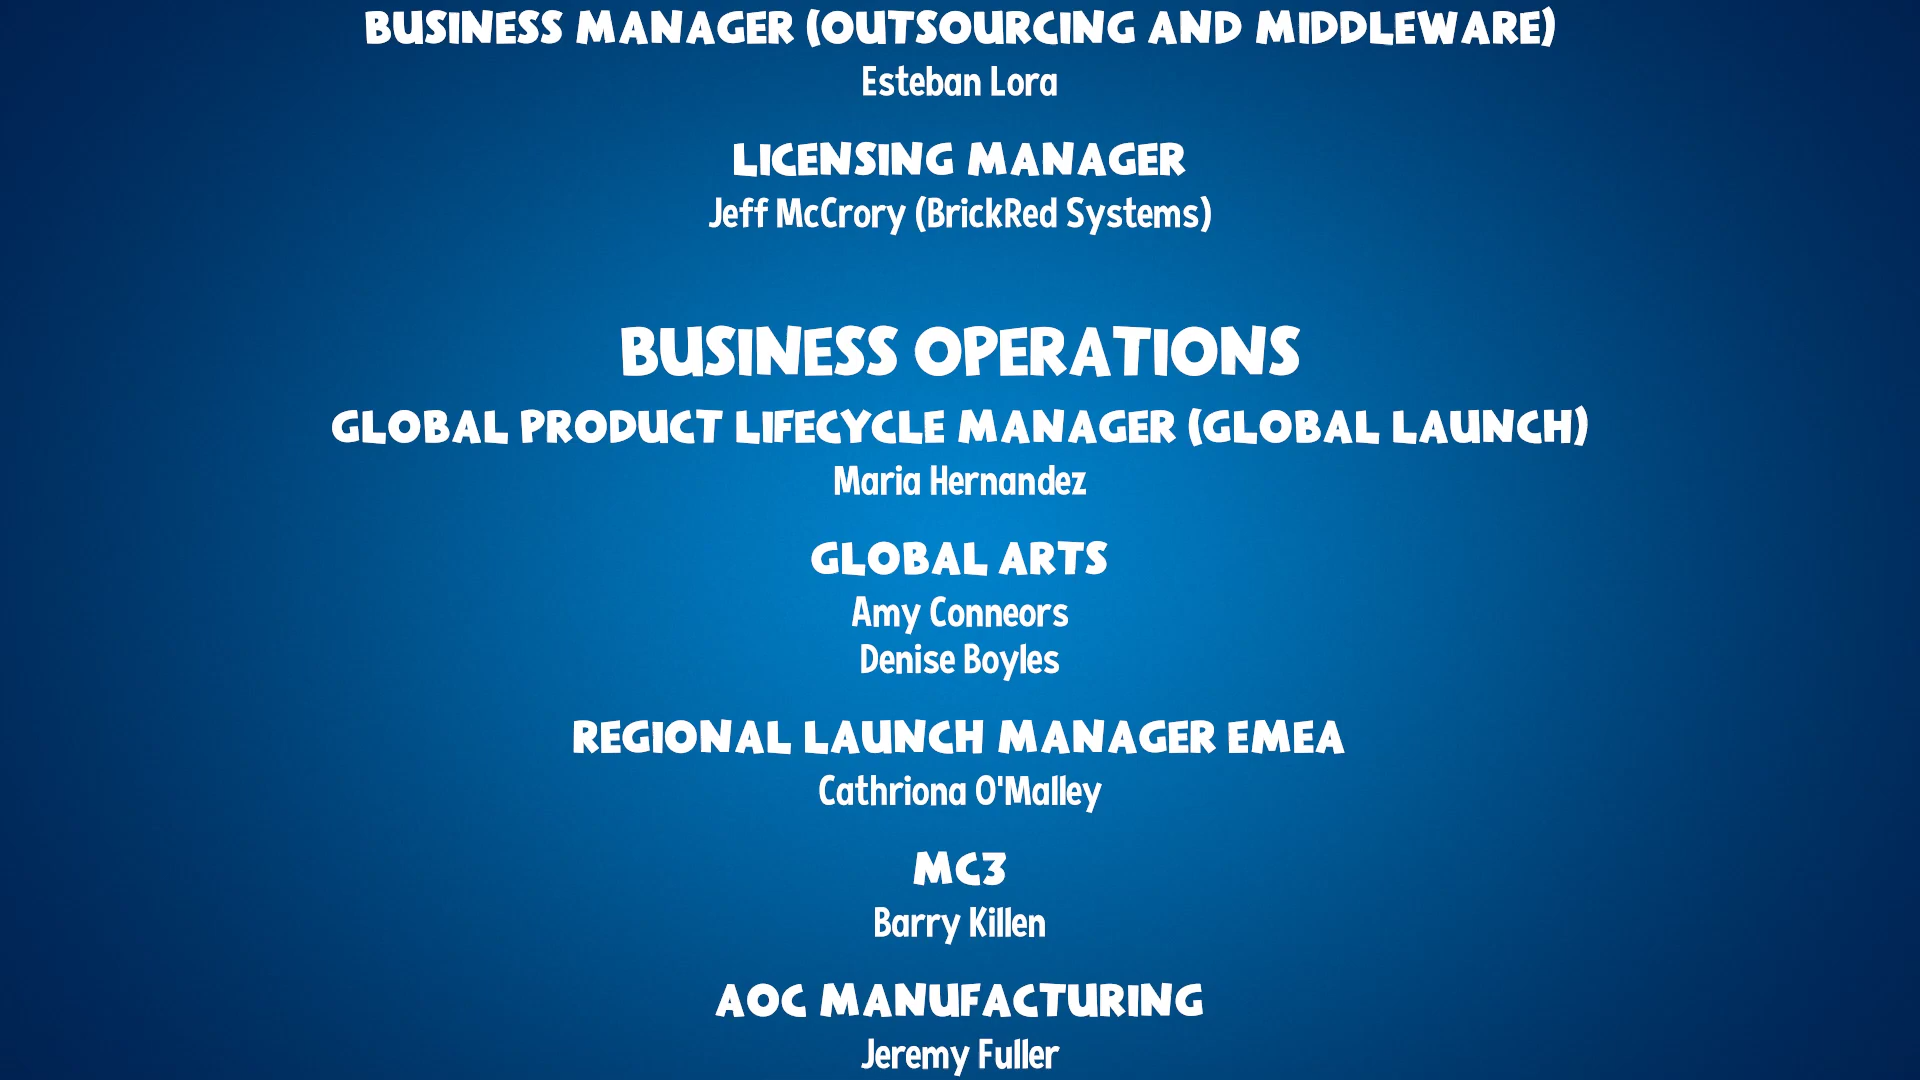 BUSINESS MANAGER (OUTSOURCING AND MIDDLEWARE)
Esteban Lora
LICENSING MANAGER
Jeff McCrory (BrickRed Systems)
BUSINESS OPERATIONS
GLOBAL PRODUCT LIFECYCLE MANAGER (GLOBAL LAUNCH)
Maria Hernandez
GLOBAL ARTS
Amy Conneors
Denise Boyles
REGIONAL LAUNCH MANAGER EMEA
Cathriona O'Malley
MC3
Barry Killen
AOC MANUFACTURING
Jeremy Fuller